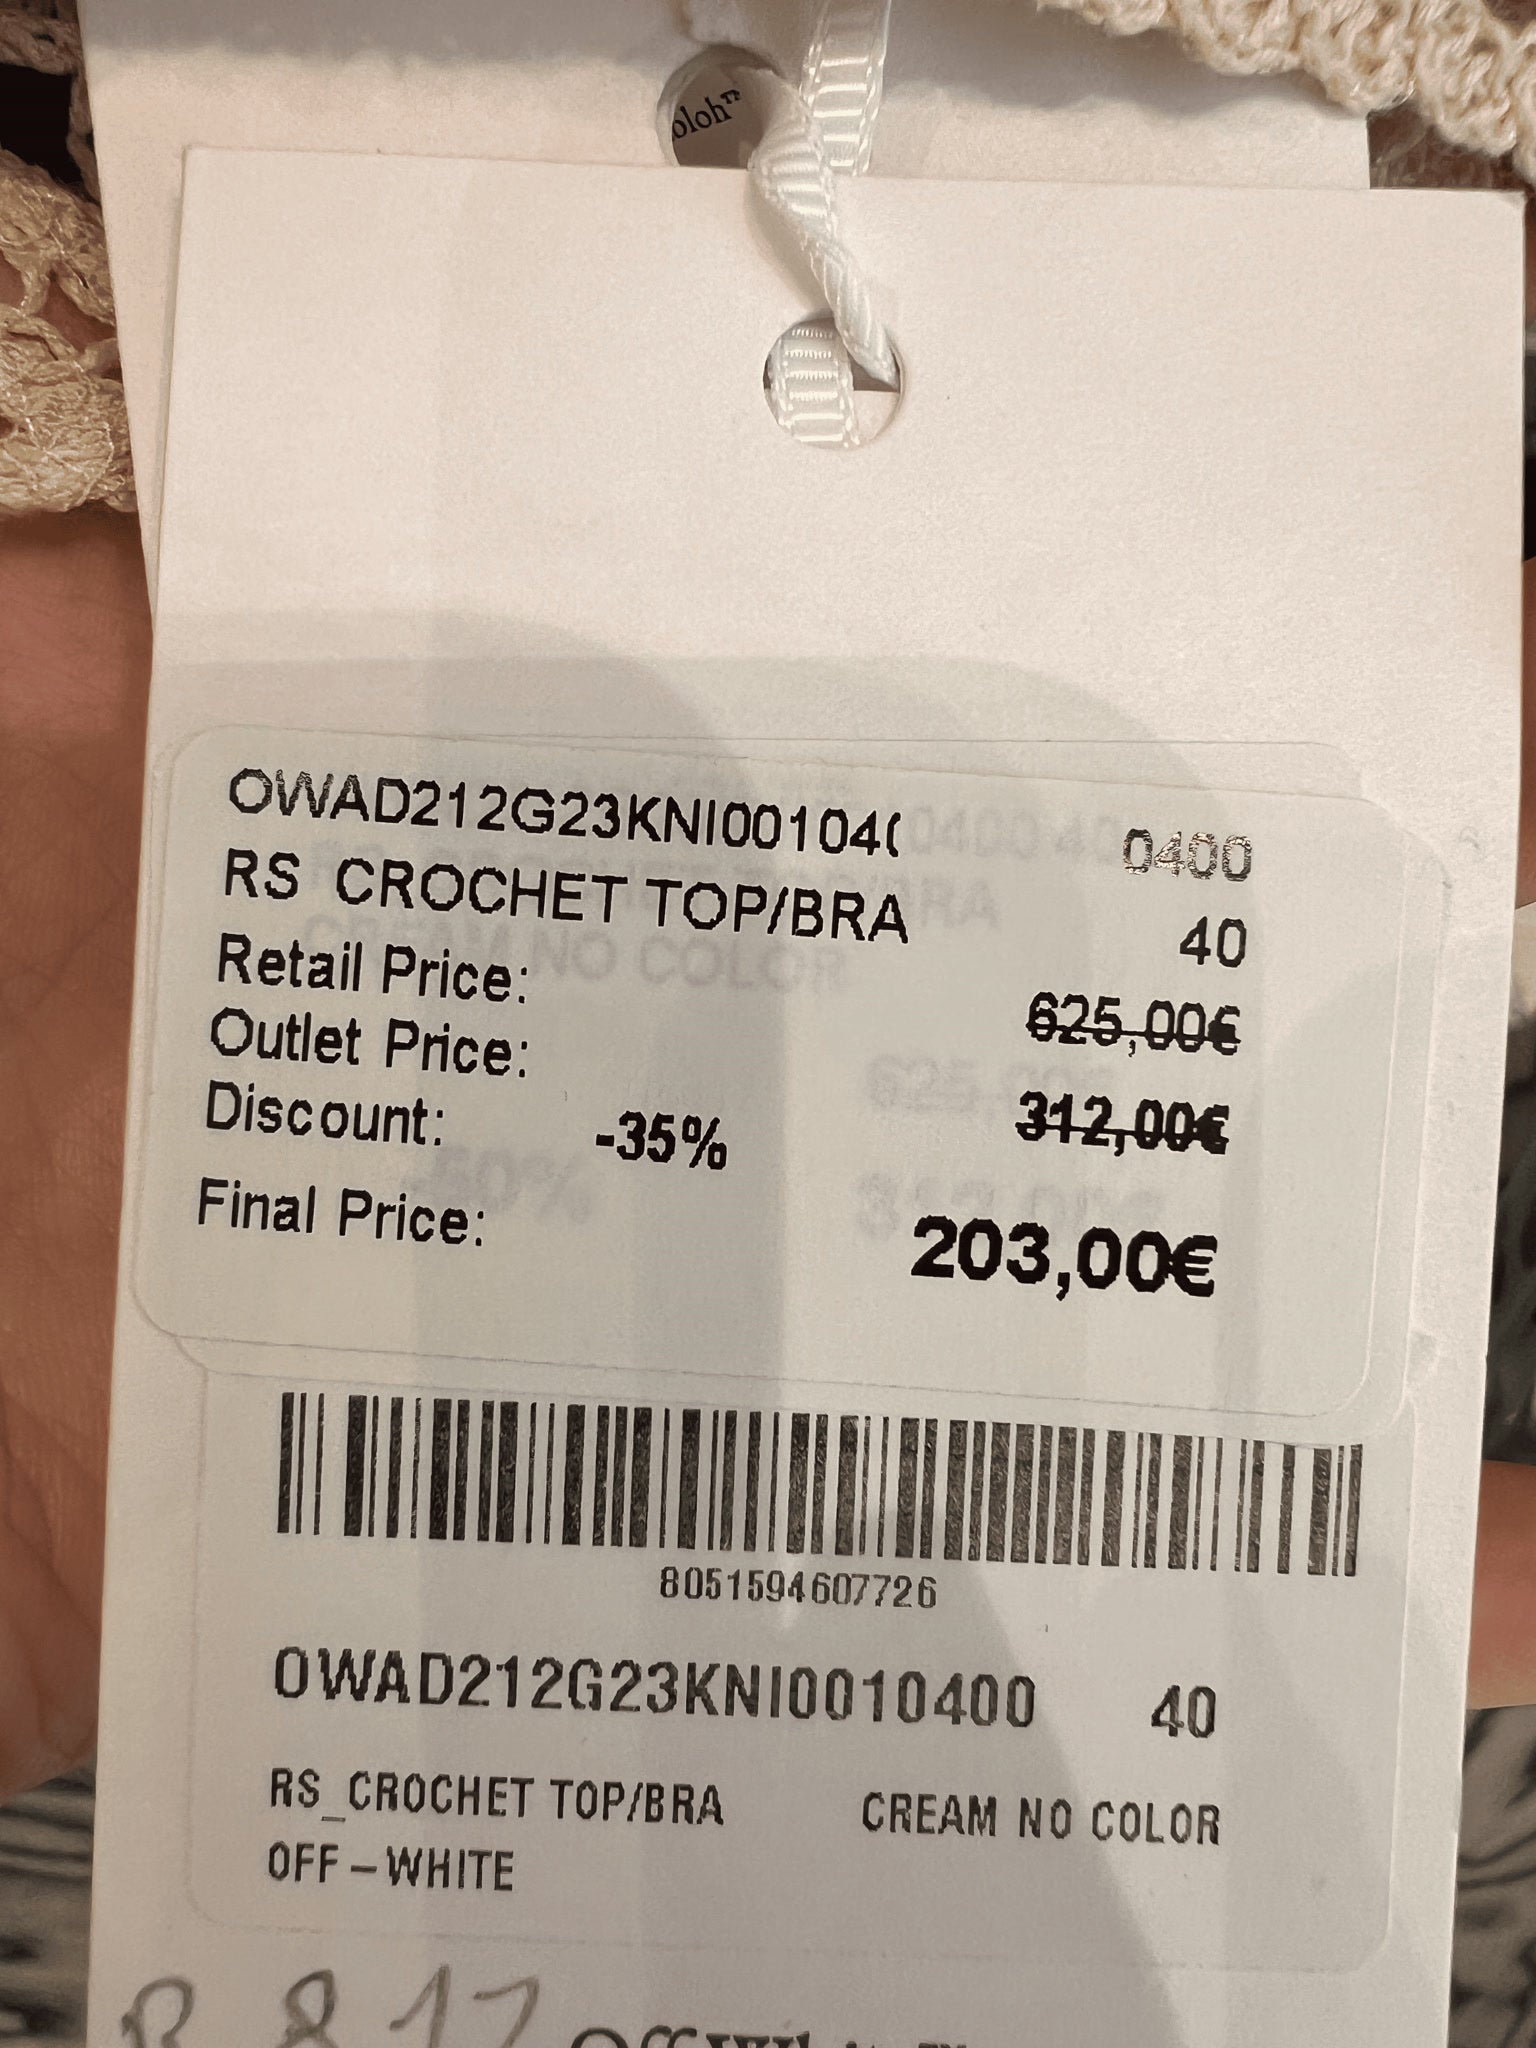 OWAD212G23KNI00104 0400
RS CROCHET TOP/BRA 40
Retail Price: 625,00€
Outlet Price: 312,00€
Discount: -35%
Final Price: 203,00€
8051594607726
OWAD212G23KNI0010400 40
RS_CROCHET TOP/BRA CREAM NO COLOR
OFF-WHITE